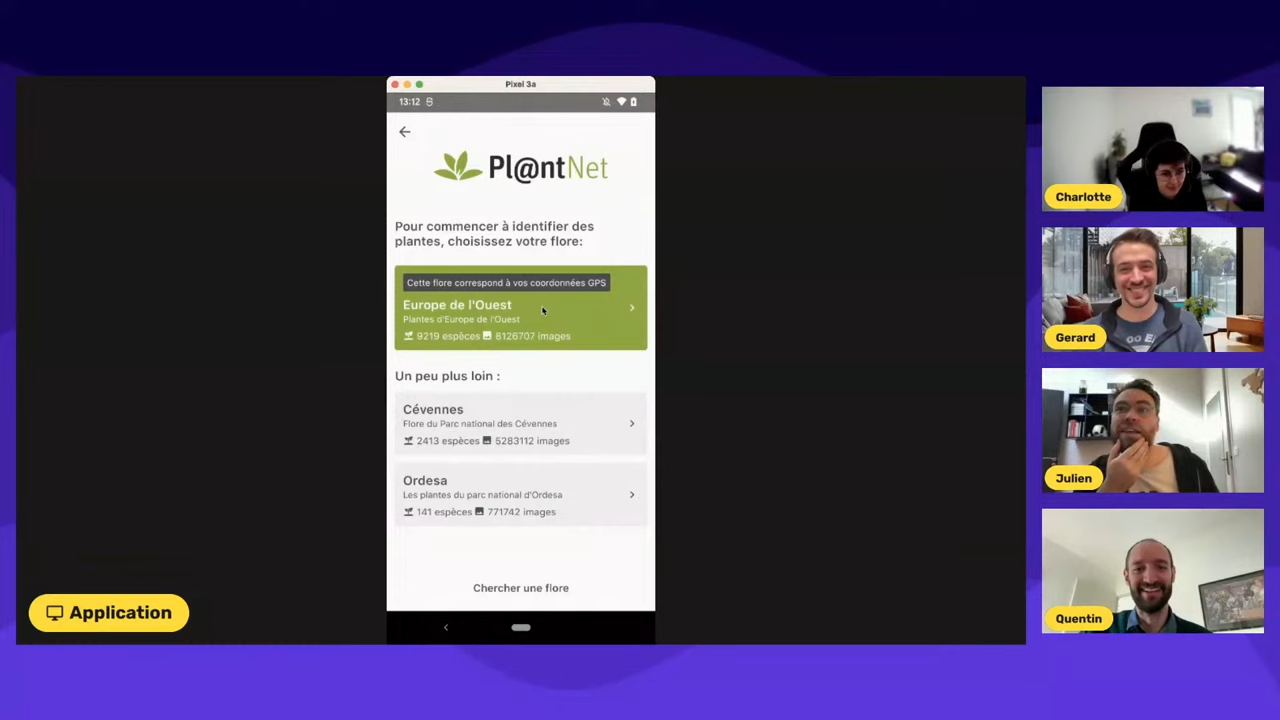 Pixel 3a
13:12
Pl@ntNet
Pour commencer à identifier des
plantes, choisissez votre flore:
Cette flore correspond à vos coordonnées GPS
Europe de l'Ouest
Plantes d'Europe de l'Ouest
9219 espèces 8126707 images
Un peu plus loin :
Cévennes
Flore du Parc national des Cévennes
2413 espèces 5283112 images
Ordesa
Les plantes du parc national d'Ordesa
141 espèces 771742 images
Chercher une flore
Application
Charlotte
Gerard
Julien
Quentin